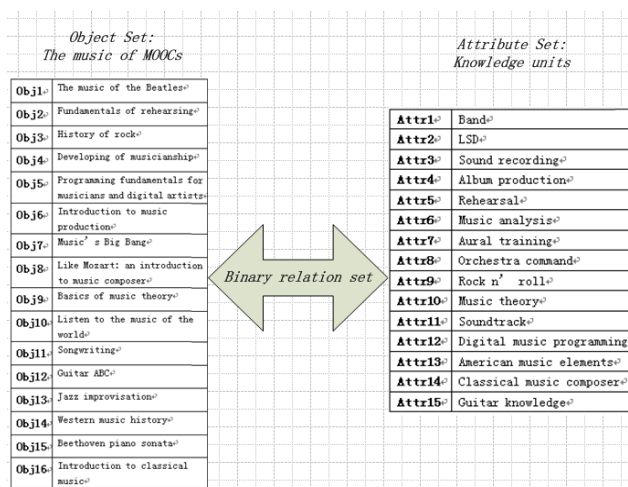 Object Set:
The music of MOOCs
Obj1 The music of the Beatles
Obj2 Fundamentals of rehearsing
Obj3 History of rock
Obj4 Developing of musicianship
Obj5 Programming fundamentals for
musicians and digital artists
Obj6 Introduction to music
production
Obj7 Music's Big Bang
Obj8 Like Mozart: an introduction
to music composer
Obj9 Basics of music theory
Obj10 Listen to the music of the
world
Obj11 Songwriting
Obj12 Guitar ABC
Obj13 Jazz improvisation
Obj14 Western music history
Obj15 Beethoven piano sonata
Obj16 Introduction to classical
music
Binary relation set
Attribute Set:
Knowledge units
Attr1 Band
Attr2 LSD
Attr3 Sound recording
Attr4 Album production
Attr5 Rehearsal
Attr6 Music analysis
Attr7 Aural training
Attr8 Orchestra command
Attr9 Rock n' roll
Attr10 Music theory
Attr11 Soundtrack
Attr12 Digital music programming
Attr13 American music elements
Attr14 Classical music composer
Attr15 Guitar knowledge